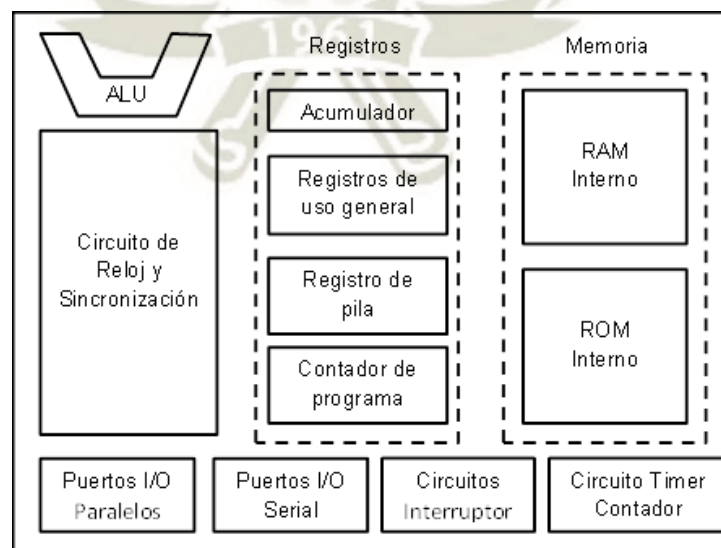 1961
Registros
Memoria
ALU
Circuito de
Reloj y
Sincronización
Acumulador
Registros de
uso general
Registro de
pila
Contador de
programa
RAM
Interno
ROM
Interno
Puertos I/O
Paralelos
Puertos I/O
Serial
Circuitos
Interruptor
Circuito Timer
Contador